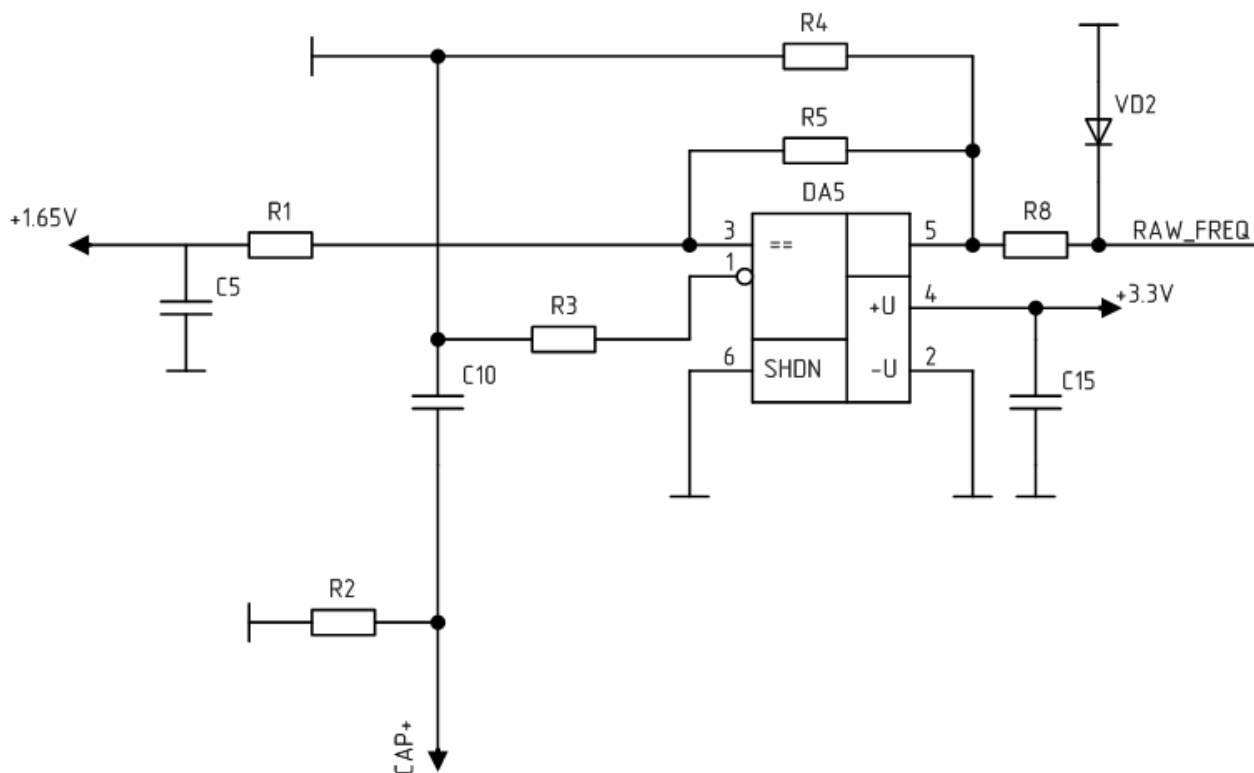 R4
R5
VD2
DA5
+1.65V
R1
3
==
5
R8
RAW_FREQ
1
C5
R3
+U
4
+3.3V
6
SHDN
-U
2
C10
C15
R2
CAP+